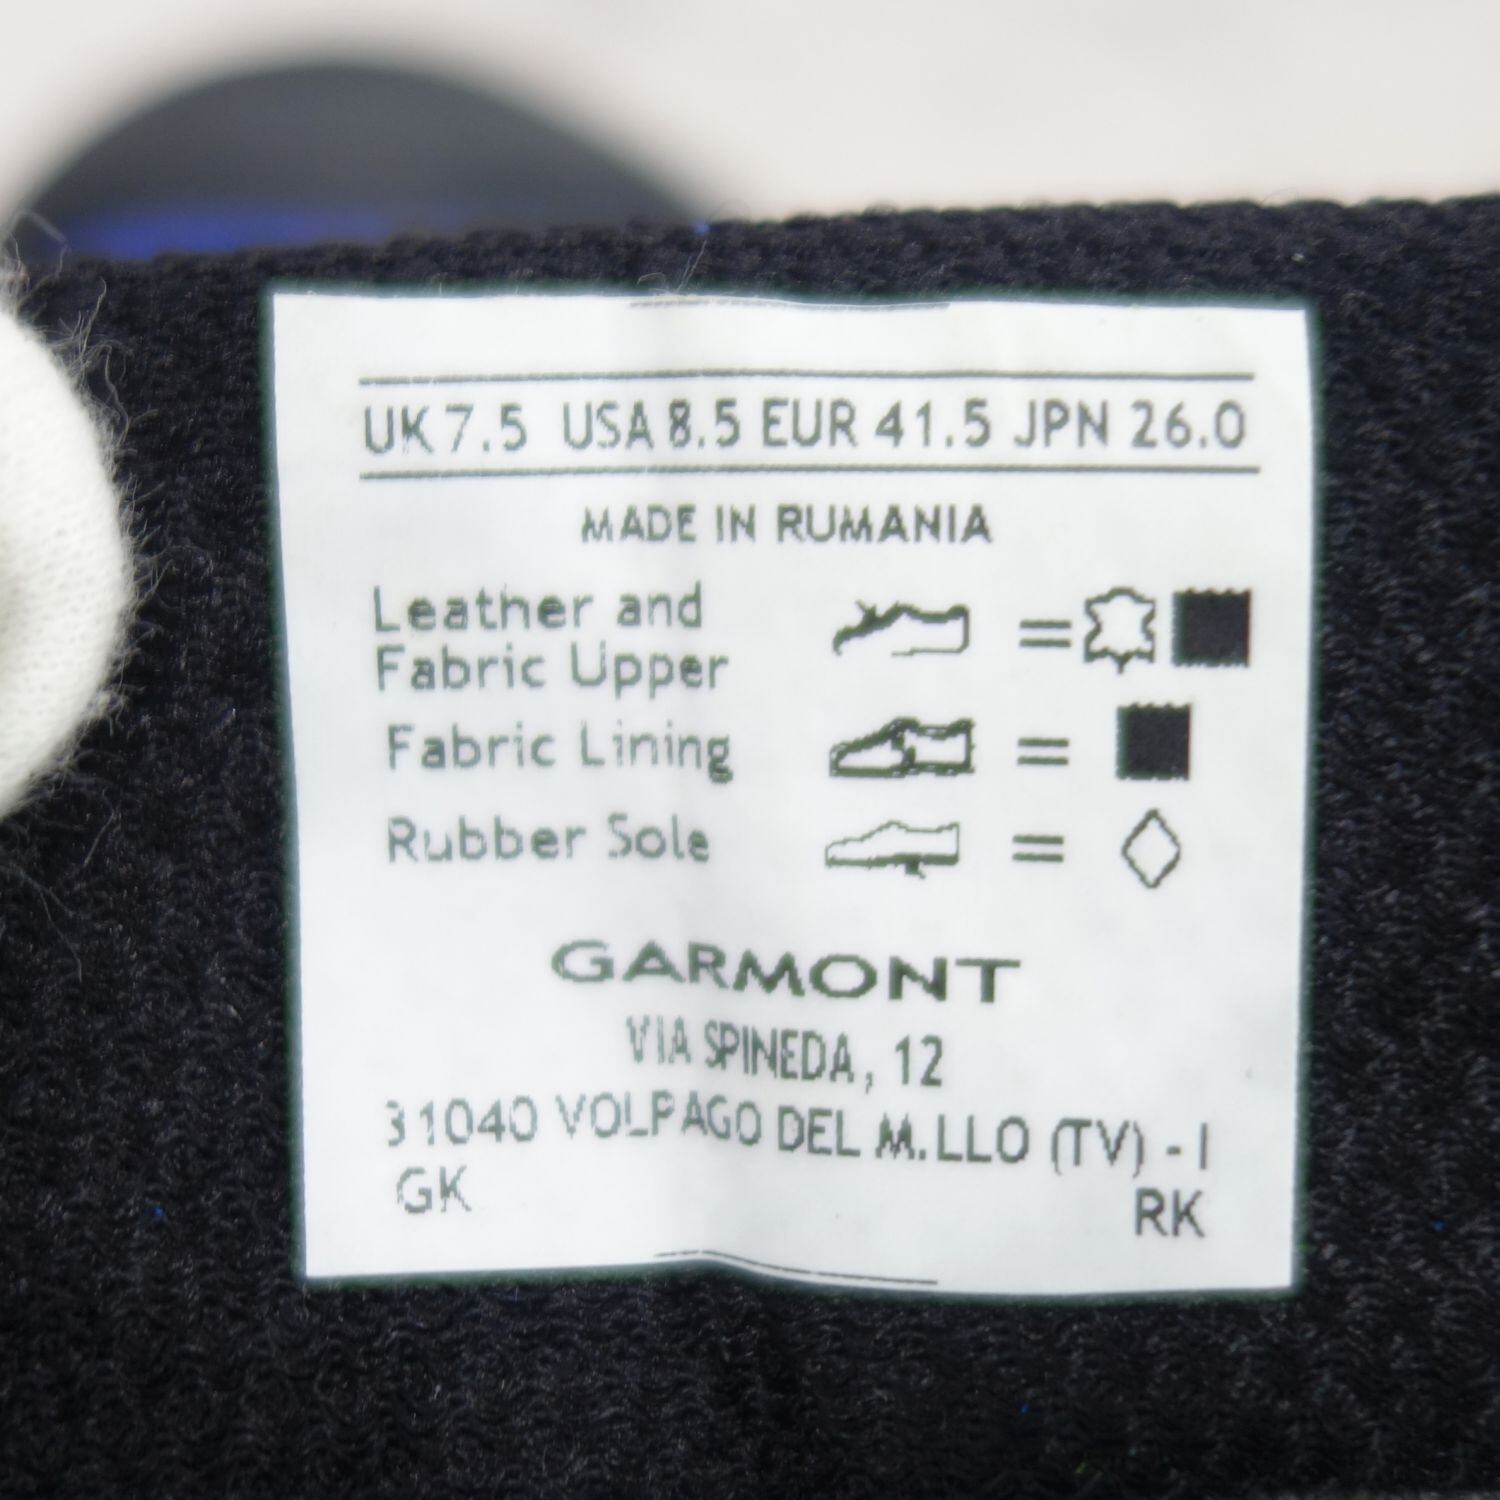 UK 7.5 USA 8.5 EUR 41.5 JPN 26.0
MADE IN RUMANIA
Leather and
Fabric Upper
=
Fabric Lining
=
Rubber Sole
=
GARMONT
VIA SPINEDA, 12
31040 VOLPAGO DEL M.LLO (TV) - I
GK
RK